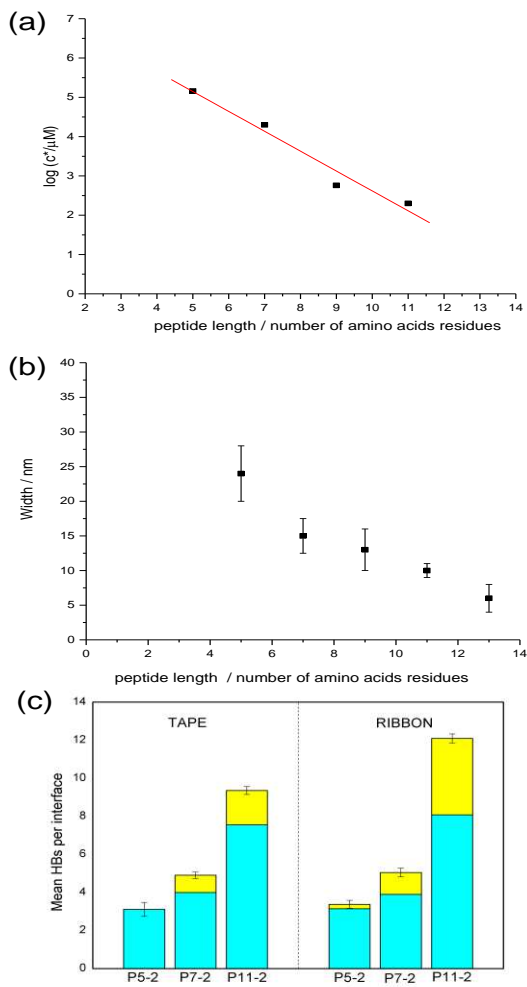 (a)
7
6
5
4
3
2
1
0
log (c*/μM)
2 3 4 5 6 7 8 9 10 11 12 13 14
peptide length / number of amino acids residues
(b)
40
35
30
25
20
15
10
5
0
Width / nm
0 2 4 6 8 10 12 14
peptide length / number of amino acids residues
(c)
14
12
10
8
6
4
2
0
Mean HBs per interface
TAPE RIBBON
P5-2 P7-2 P11-2 P5-2 P7-2 P11-2